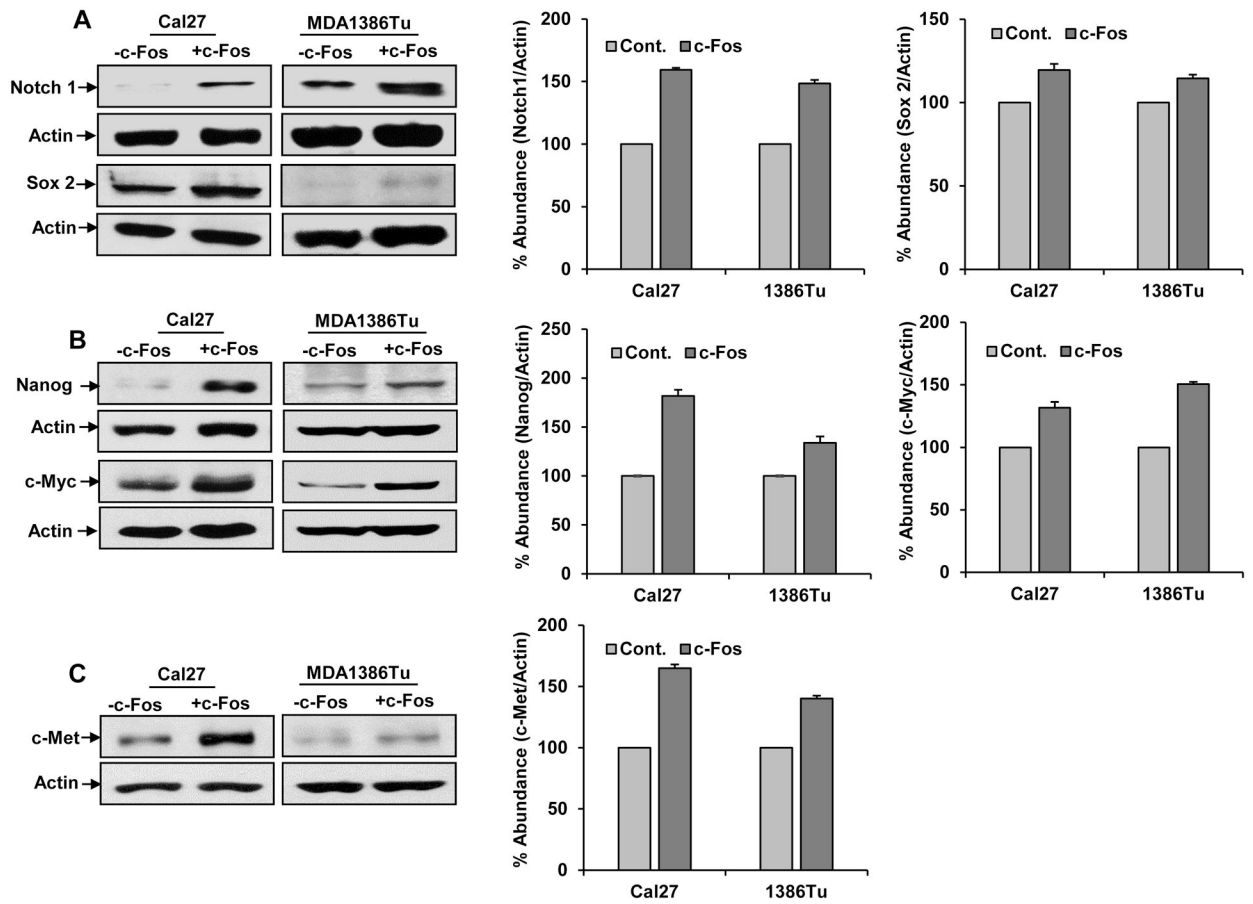 A
Cal27
MDA1386Tu
-c-Fos +c-Fos -c-Fos +c-Fos
Notch 1
Actin
Sox 2
Actin
% Abundance (Notch1/Actin)
200
150
100
50
0
Cont. c-Fos
Cal27 1386Tu
% Abundance (Sox 2/Actin)
150
100
50
0
Cont. c-Fos
Cal27 1386Tu
B
Cal27
MDA1386Tu
-c-Fos +c-Fos -c-Fos +c-Fos
Nanog
Actin
c-Myc
Actin
% Abundance (Nanog/Actin)
250
200
150
100
50
0
Cont. c-Fos
Cal27 1386Tu
% Abundance (c-Myc/Actin)
200
150
100
50
0
Cont. c-Fos
Cal27 1386Tu
C
Cal27
MDA1386Tu
-c-Fos +c-Fos -c-Fos +c-Fos
c-Met
Actin
% Abundance (c-Met/Actin)
200
150
100
50
0
Cont. c-Fos
Cal27 1386Tu